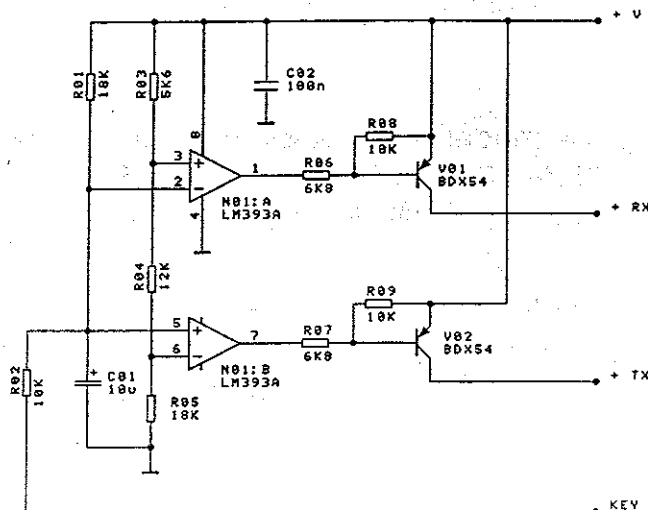 + V
R01
18K
R03
5K6
C02
100n
8
3
+
2
-
4
1
N01:A
LM393A
R06
6K8
R08
10K
V01
BDX54
+ RX
R04
12K
5
+
6
-
7
N01:B
LM393A
R07
6K8
R09
10K
V02
BDX54
+ TX
R02
10K
+
C01
10u
R05
18K
KEY